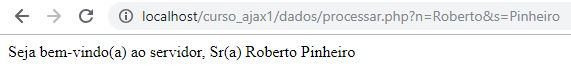 localhost/curso_ajax1/dados/processar.php?n=Roberto&s=Pinheiro
Seja bem-vindo(a) ao servidor, Sr(a) Roberto Pinheiro